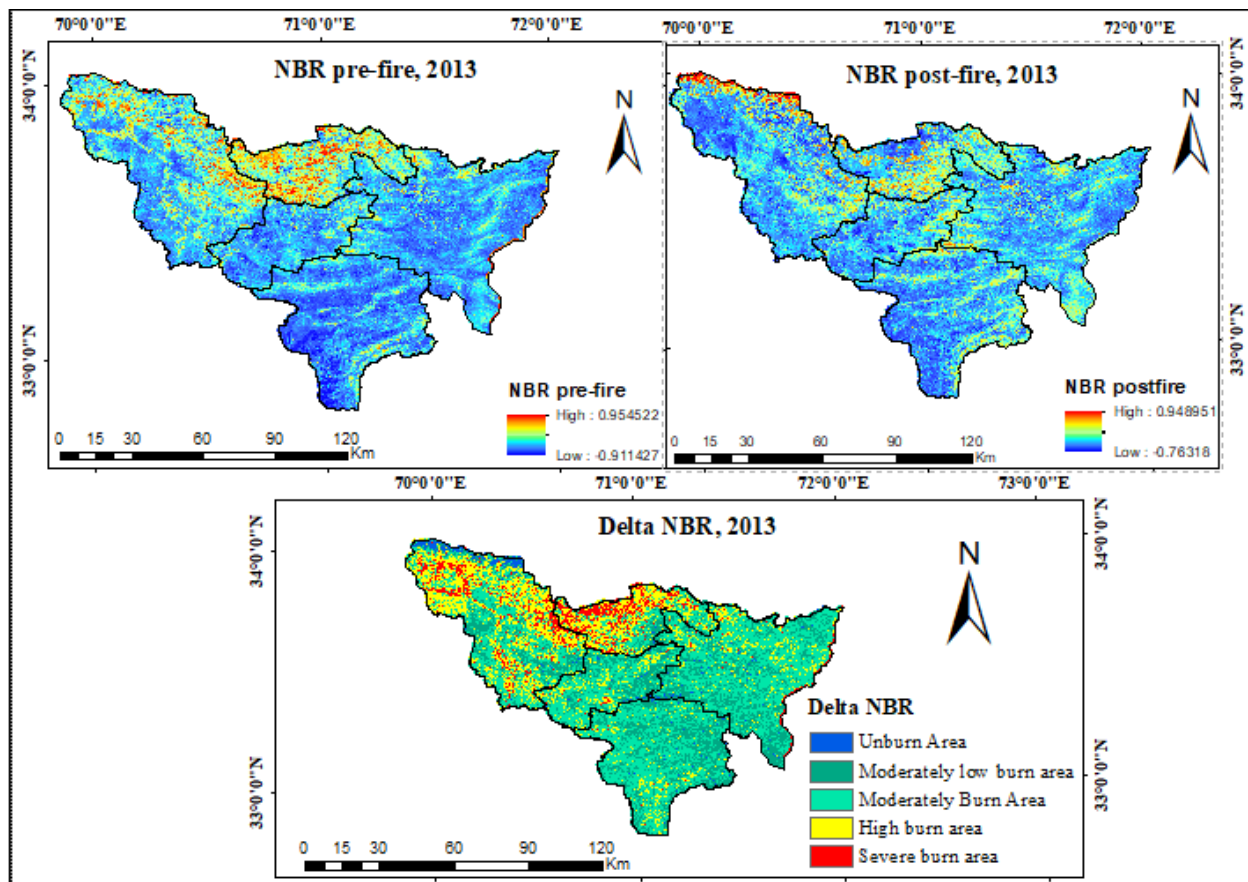 70°0'0"E 71°0'0"E 72°0'0"E
NBR pre-fire, 2013
N
34°0'0"N
33°0'0"N
NBR pre-fire
High : 0.954522
Low : -0.911427
0 15 30 60 90 120
Km
70°0'0"E 71°0'0"E 72°0'0"E
NBR post-fire, 2013
N
34°0'0"N
33°0'0"N
NBR postfire
High : 0.948951
Low : -0.76318
0 15 30 60 90 120
Km
70°0'0"E 71°0'0"E 72°0'0"E 73°0'0"E
Delta NBR, 2013
N
34°0'0"N
34°0'0"N
33°0'0"N
33°0'0"N
Delta NBR
Unburn Area
Moderately low burn area
Moderately Burn Area
High burn area
Severe burn area
0 15 30 60 90 120
Km